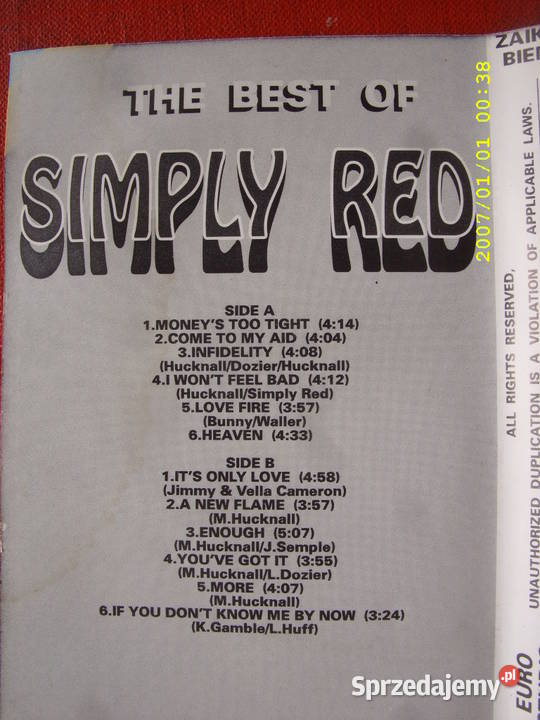 THE BEST OF
SIMPLY RED
SIDE A
1.MONEY'S TOO TIGHT (4:14)
2.COME TO MY AID (4:04)
3.INFIDELITY (4:08)
(Hucknall/Dozier/Hucknall)
4.I WON'T FEEL BAD (4:12)
(Hucknall/Simply Red)
5.LOVE FIRE (3:57)
(Bunny/Waller)
6.HEAVEN (4:33)
SIDE B
1.IT'S ONLY LOVE (4:58)
(Jimmy & Vella Cameron)
2.A NEW FLAME (3:57)
(M.Hucknall)
3.ENOUGH (5:07)
(M.Hucknall/J.Semple)
4.YOU'VE GOT IT (3:55)
(M.Hucknall/L.Dozier)
5.MORE (4:07)
(M.Hucknall)
6.IF YOU DON'T KNOW ME BY NOW (3:24)
(K.Gamble/L.Huff)
2007/01/01 00:38
ZAIK
ALL RIGHTS RESERVED,
UNAUTHORIZED DUPLICATION IS A VIOLATION OF APPLICABLE LAWS.
EURO
Sprzedajemy.pl